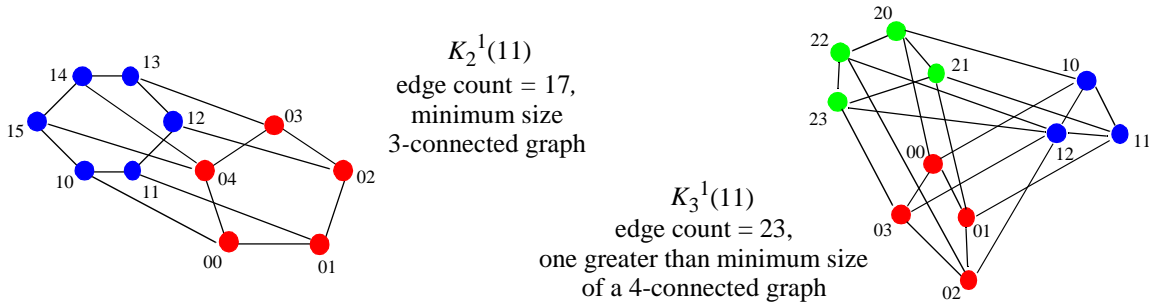 14
13
15
12
03
10
11
04
02
00
01
K₂¹(11)
edge count = 17,
minimum size
3-connected graph
20
22
21
10
23
12
11
00
03
01
02
K₃¹(11)
edge count = 23,
one greater than minimum size
of a 4-connected graph